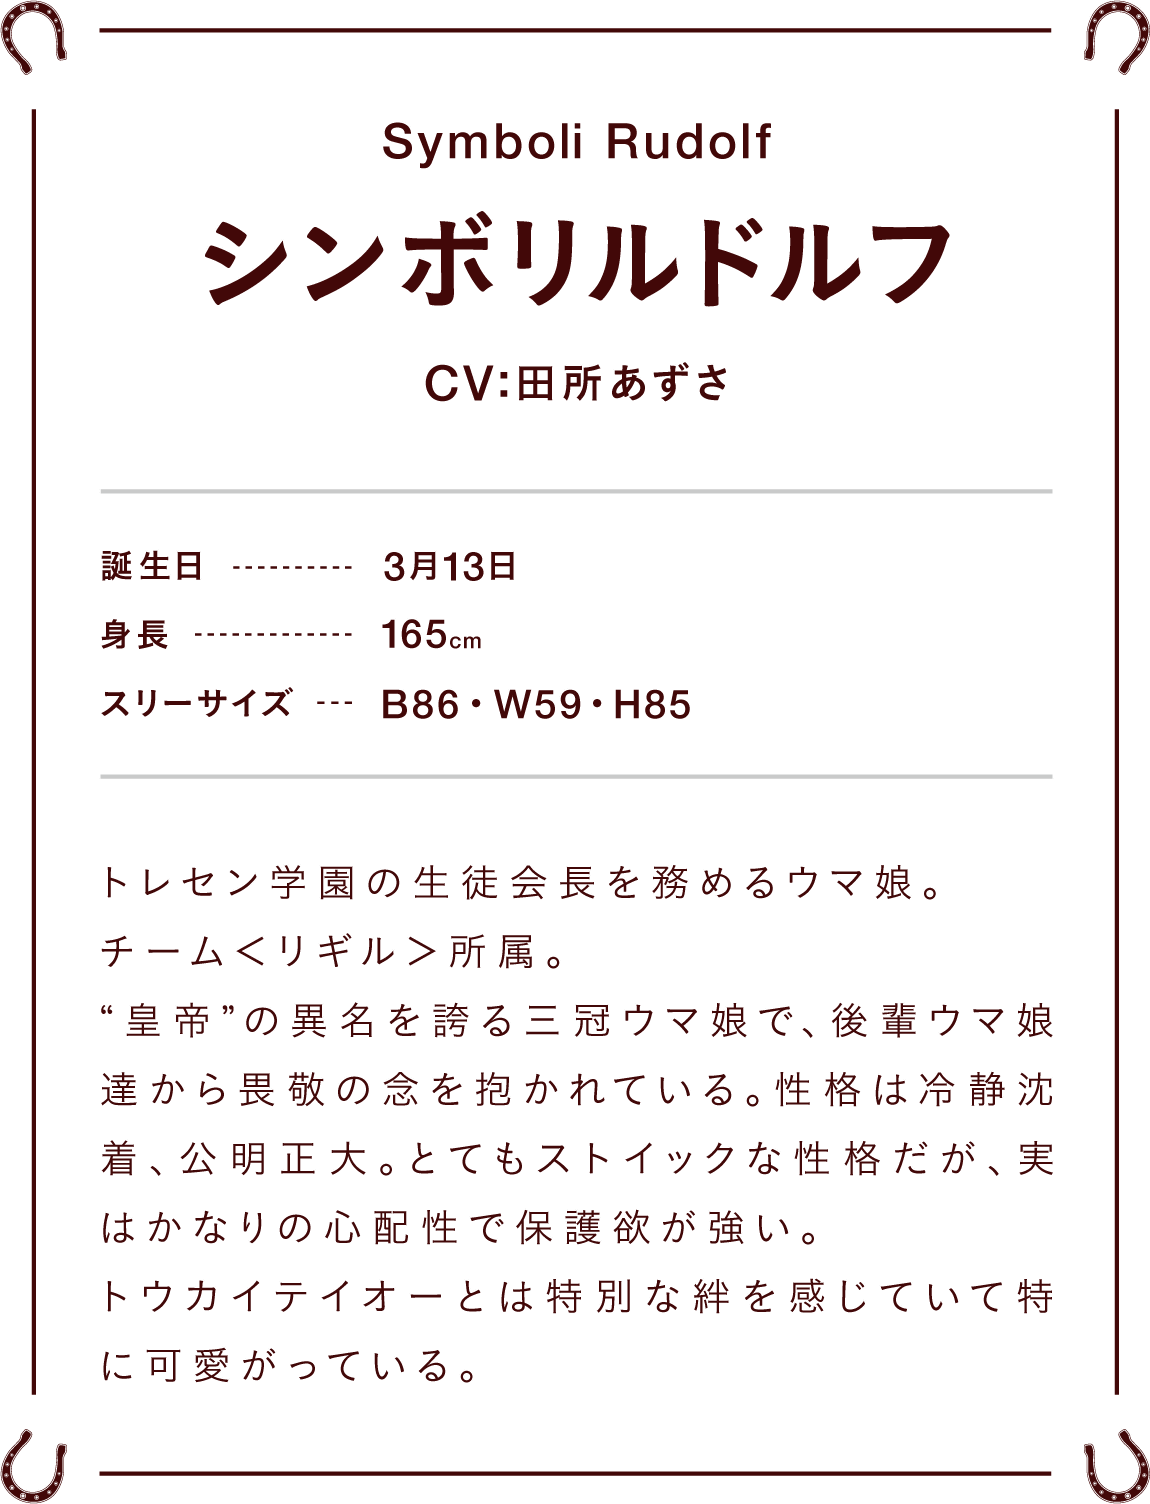 Symboli Rudolf
シンボリルドルフ
CV:田所あずさ
誕生日 ---------- 3月13日
身長 ------------- 165cm
スリーサイズ --- B86・W59・H85
トレセン学園の生徒会長を務めるウマ娘。
チーム＜リギル＞所属。
“皇帝”の異名を誇る三冠ウマ娘で、後輩ウマ娘
達から畏敬の念を抱かれている。性格は冷静沈
着、公明正大。とてもストイックな性格だが、実
はかなりの心配性で保護欲が強い。
トウカイテイオーとは特別な絆を感じていて特
に可愛がっている。